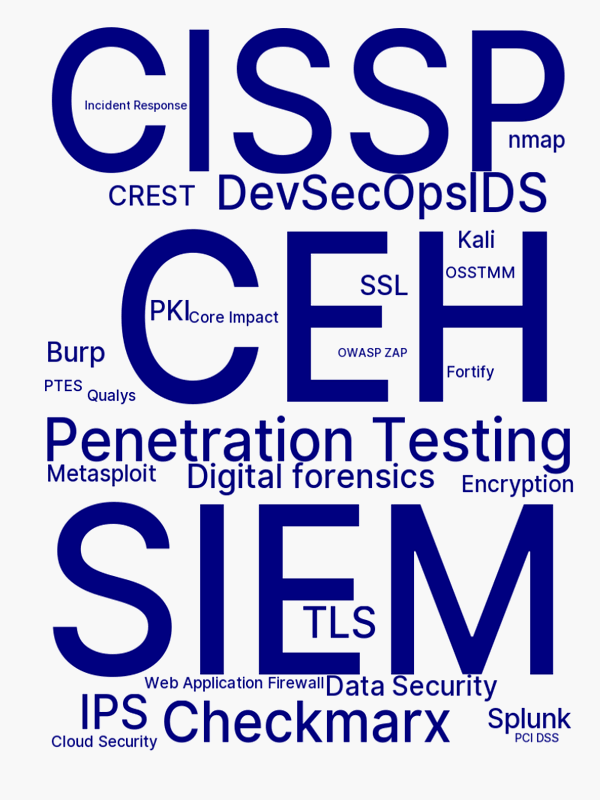 CISSP
Incident Response
nmap
CREST
DevSecOps
IDS
CEH
Kali
OSSTMM
SSL
PKI
Core Impact
Burp
OWASP ZAP
Fortify
PTES
Qualys
Penetration Testing
Metasploit
Digital forensics
Encryption
SIEM
TLS
Web Application Firewall
Data Security
IPS
Checkmarx
Splunk
Cloud Security
PCI DSS